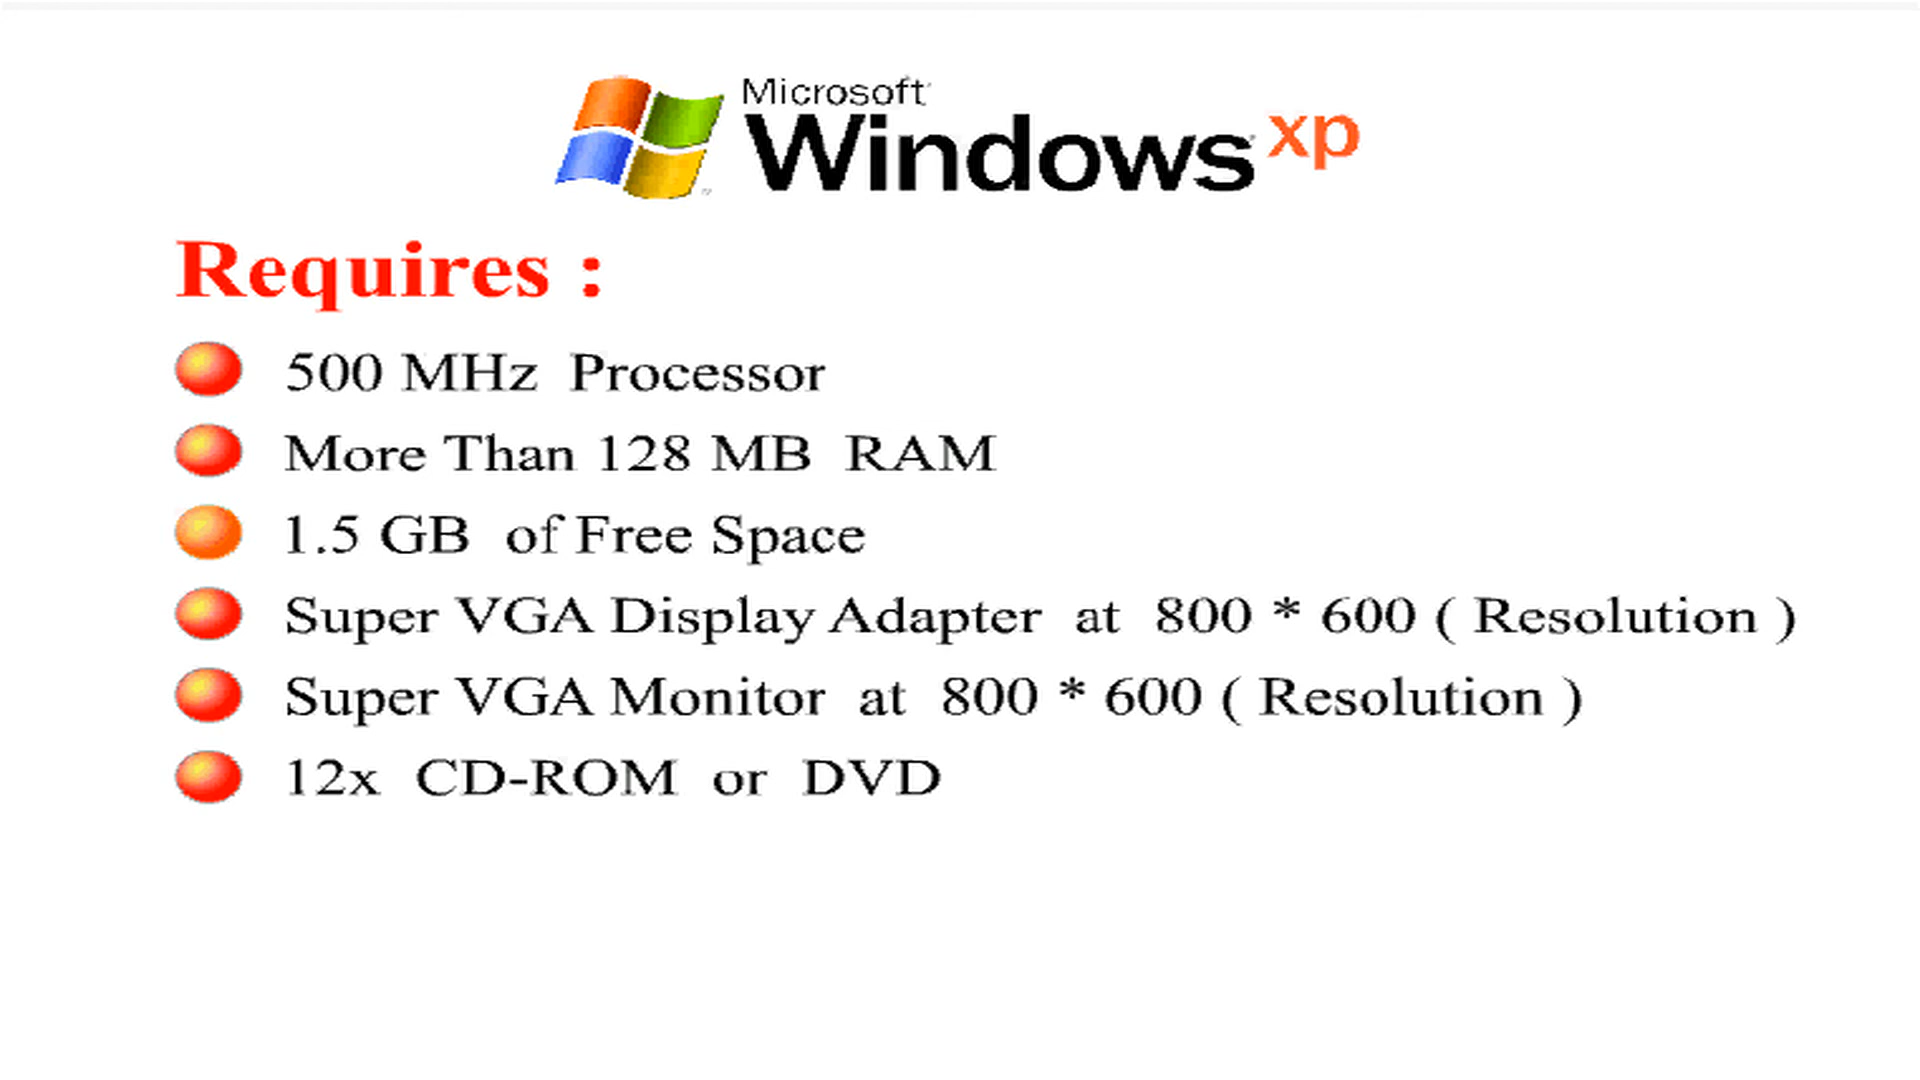 Microsoft
Windows xp
Requires :
500 MHz Processor
More Than 128 MB RAM
1.5 GB of Free Space
Super VGA Display Adapter at 800 * 600 ( Resolution )
Super VGA Monitor at 800 * 600 ( Resolution )
12x CD-ROM or DVD